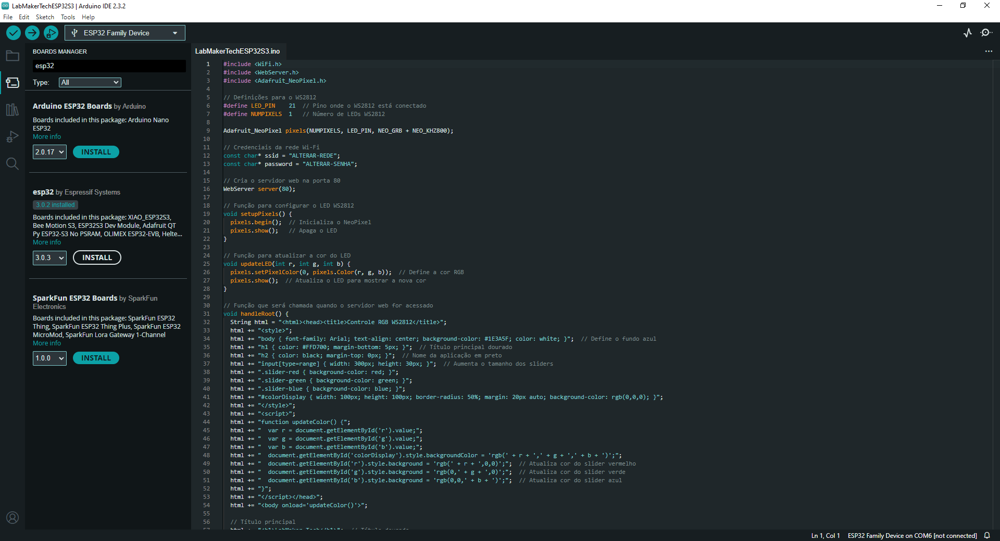 LabMakerTechESP32S3 | Arduino IDE 2.3.2
File Edit Sketch Tools Help
ESP32 Family Device
BOARDS MANAGER
esp32
Type: All
Arduino ESP32 Boards by Arduino
Boards included in this package: Arduino Nano
ESP32
More info
2.0.17 INSTALL
esp32 by Espressif Systems
3.0.2 installed
Boards included in this package: XIAO_ESP32S3,
Bee Motion S3, ESP32S3 Dev Module, Adafruit QT
Py ESP32-S3 No PSRAM, OLIMEX ESP32-EVB, Helte...
More info
3.0.3 INSTALL
SparkFun ESP32 Boards by SparkFun
Electronics
Boards included in this package: SparkFun ESP32
Thing, SparkFun ESP32 Thing Plus, SparkFun ESP32
MicroMod, SparkFun Lora Gateway 1-Channel
More info
1.0.0 INSTALL
LabMakerTechESP32S3.ino
1 #include <WiFi.h>
2 #include <WebServer.h>
3 #include <Adafruit_NeoPixel.h>
4
5 // Definições para o WS2812
6 #define LED_PIN    21  // Pino onde o WS2812 está conectado
7 #define NUMPIXELS  1   // Número de LEDs WS2812
8
9 Adafruit_NeoPixel pixels(NUMPIXELS, LED_PIN, NEO_GRB + NEO_KHZ800);
10
11 // Credenciais da rede Wi-Fi
12 const char* ssid = "ALTERAR-REDE";
13 const char* password = "ALTERAR-SENHA";
14
15 // Cria o servidor web na porta 80
16 WebServer server(80);
17
18 // Função para configurar o LED WS2812
19 void setupPixels() {
20   pixels.begin();  // Inicializa o NeoPixel
21   pixels.show();   // Apaga o LED
22 }
23
24 // Função para atualizar a cor do LED
25 void updateLED(int r, int g, int b) {
26   pixels.setPixelColor(0, pixels.Color(r, g, b));  // Define a cor RGB
27   pixels.show();  // Atualiza o LED para mostrar a nova cor
28 }
29
30 // Função que será chamada quando o servidor web for acessado
31 void handleRoot() {
32   String html = "<html><head><title>Controle RGB WS2812</title>";
33   html += "<style>";
34   html += "body { font-family: Arial; text-align: center; background-color: #1E3A5F; color: white; }";  // Define o fundo azul
35   html += "h1 { color: #FFD700; margin-bottom: 5px; }";  // Título principal dourado
36   html += "h2 { color: black; margin-top: 0px; }";  // Nome da aplicação em preto
37   html += "input[type=range] { width: 300px; height: 30px; }";  // Aumenta o tamanho dos sliders
38   html += ".slider-red { background-color: red; }";
39   html += ".slider-green { background-color: green; }";
40   html += ".slider-blue { background-color: blue; }";
41   html += "#colorDisplay { width: 100px; height: 100px; border-radius: 50%; margin: 20px auto; background-color: rgb(0,0,0); }";
42   html += "</style>";
43   html += "<script>";
44   html += "function updateColor() {";
45   html += "  var r = document.getElementById('r').value;";
46   html += "  var g = document.getElementById('g').value;";
47   html += "  var b = document.getElementById('b').value;";
48   html += "  document.getElementById('colorDisplay').style.backgroundColor = 'rgb(' + r + ',' + g + ',' + b + ')';";
49   html += "  document.getElementById('r').style.background = 'rgb(' + r + ',0,0)';";  // Atualiza cor do slider vermelho
50   html += "  document.getElementById('g').style.background = 'rgb(0,' + g + ',0)';";  // Atualiza cor do slider verde
51   html += "  document.getElementById('b').style.background = 'rgb(0,0,' + b + ')';";  // Atualiza cor do slider azul
52   html += "}";
53   html += "</script></head>";
54   html += "<body onload='updateColor()'>";
55
56   // Título principal
57   html += "<h1>LabMaker Tech</h1>";  // Título dourado
Ln 1, Col 1 ESP32 Family Device on COM6 [not connected]